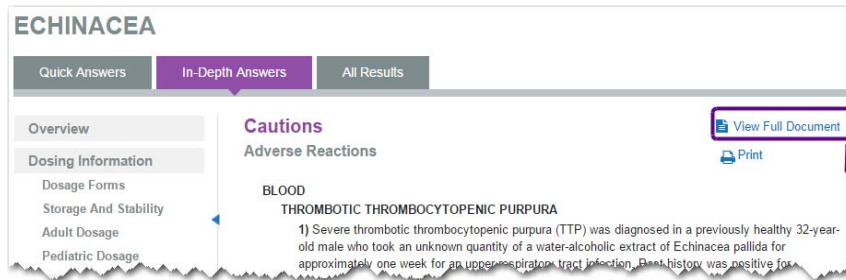 ECHINACEA
Quick Answers
In-Depth Answers
All Results
Overview
Dosing Information
Dosage Forms
Storage And Stability
Adult Dosage
Pediatric Dosage
Cautions
Adverse Reactions
View Full Document
Print
BLOOD
THROMBOTIC THROMBOCYTOPENIC PURPURA
1) Severe thrombotic thrombocytopenic purpura (TTP) was diagnosed in a previously healthy 32-year-
old male who took an unknown quantity of a water-alcoholic extract of Echinacea pallida for
approximately one week for an upper respiratory tract infection. Past history was positive for